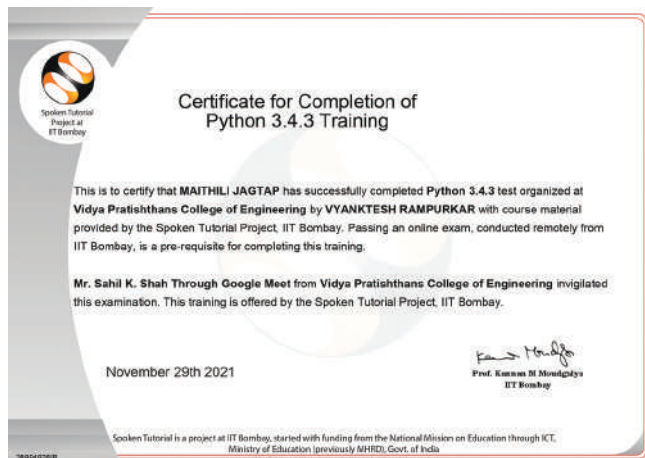 Spoken Tutorial
Project at
IIT Bombay
Certificate for Completion of
Python 3.4.3 Training
This is to certify that MAITHILI JAGTAP has successfully completed Python 3.4.3 test organized at
Vidya Pratishthans College of Engineering by VYANKTESH RAMPURKAR with course material
provided by the Spoken Tutorial Project, IIT Bombay. Passing an online exam, conducted remotely from
IIT Bombay, is a pre-requisite for completing this training.
Mr. Sahil K. Shah Through Google Meet from Vidya Pratishthans College of Engineering invigilated
this examination. This training is offered by the Spoken Tutorial Project, IIT Bombay.
November 29th 2021
Prof. Kannan M Moudgalya
IIT Bombay
Spoken Tutorial is a project at IIT Bombay, started with funding from the National Mission on Education through ICT,
Ministry of Education (previously MHRD), Govt. of India